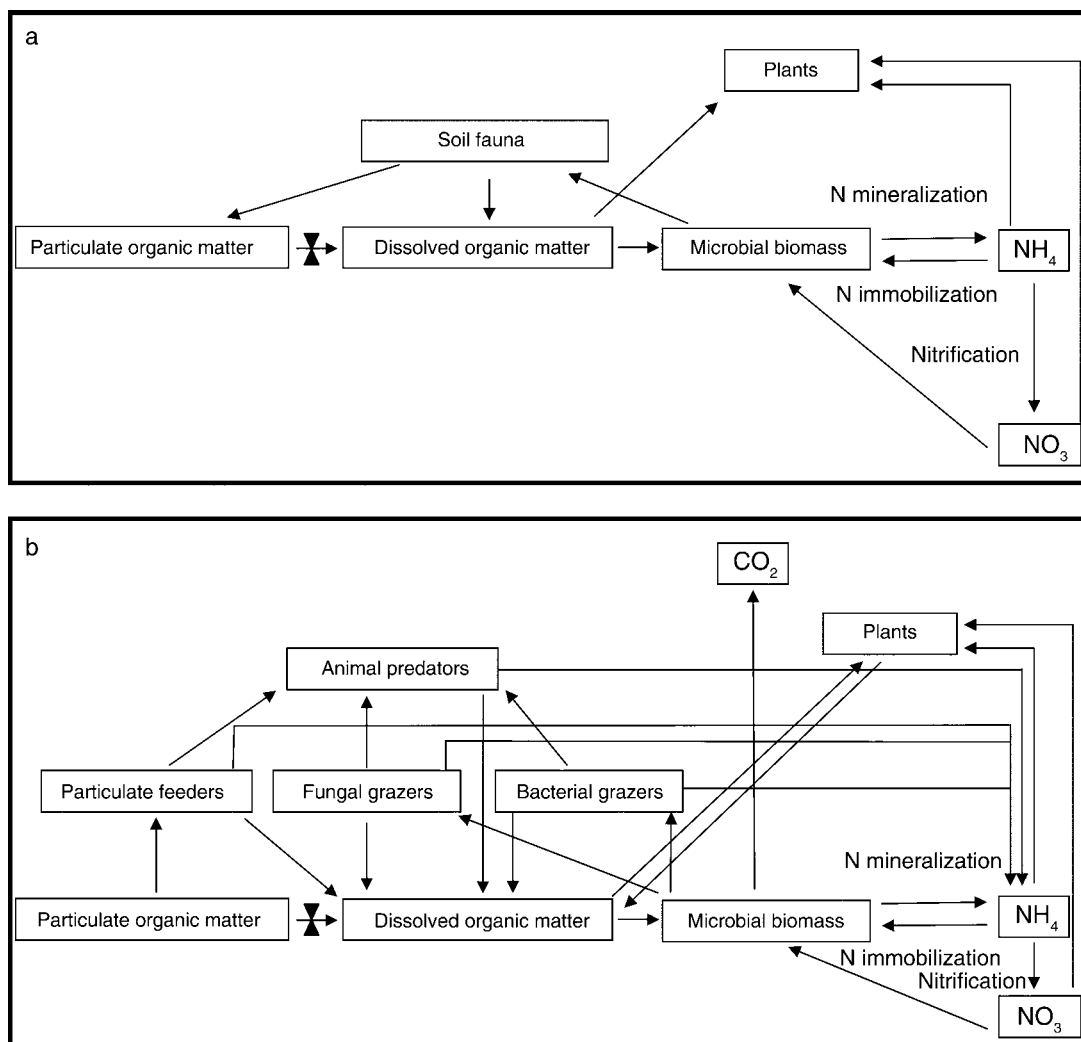 a
Plants
Soil fauna
N mineralization
Particulate organic matter
Dissolved organic matter
Microbial biomass
NH4
N immobilization
Nitrification
NO3
b
CO2
Plants
Animal predators
Particulate feeders
Fungal grazers
Bacterial grazers
N mineralization
Particulate organic matter
Dissolved organic matter
Microbial biomass
NH4
N immobilization
Nitrification
NO3